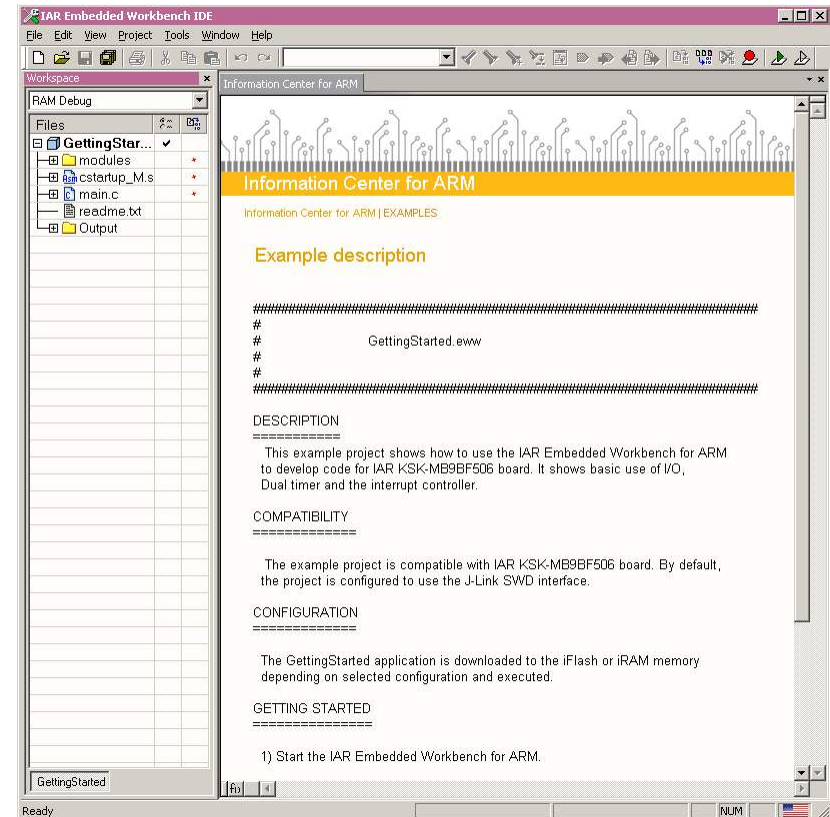 IAR Embedded Workbench IDE
File Edit View Project Tools Window Help
Workspace
RAM Debug
Files
GettingStar...
modules
cstartup_M.s
main.c
readme.txt
Output
GettingStarted
Information Center for ARM
Information Center for ARM
Information Center for ARM | EXAMPLES
Example description
#
# GettingStarted.eww
#
#
DESCRIPTION
===========
This example project shows how to use the IAR Embedded Workbench for ARM
to develop code for IAR KSK-MB9BF506 board. It shows basic use of I/O,
Dual timer and the interrupt controller.
COMPATIBILITY
=============
The example project is compatible with IAR KSK-MB9BF506 board. By default,
the project is configured to use the J-Link SWD interface.
CONFIGURATION
=============
The GettingStarted application is downloaded to the iFlash or iRAM memory
depending on selected configuration and executed.
GETTING STARTED
===============
1) Start the IAR Embedded Workbench for ARM.
Ready
NUM